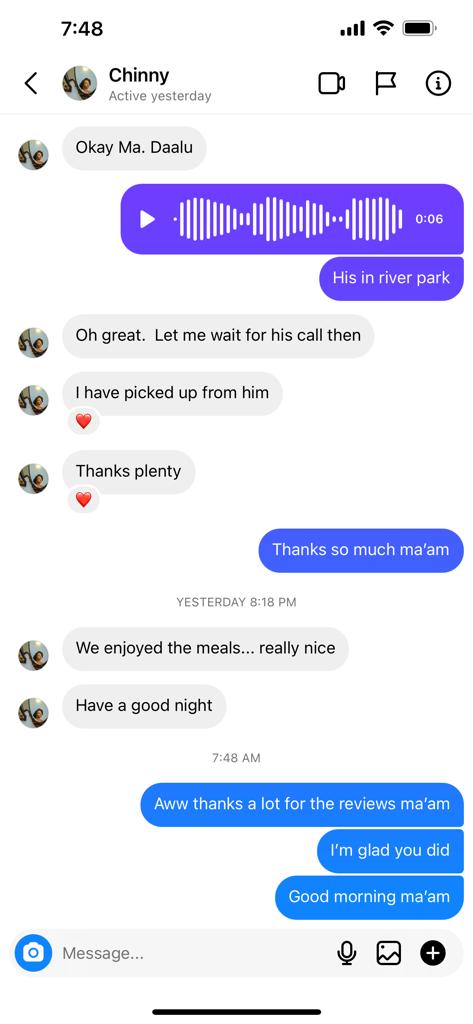 7:48
Chinny
Active yesterday
Okay Ma. Daalu
0:06
His in river park
Oh great.  Let me wait for his call then
I have picked up from him
Thanks plenty
Thanks so much ma’am
YESTERDAY 8:18 PM
We enjoyed the meals... really nice
Have a good night
7:48 AM
Aww thanks a lot for the reviews ma’am
I’m glad you did
Good morning ma’am
Message...